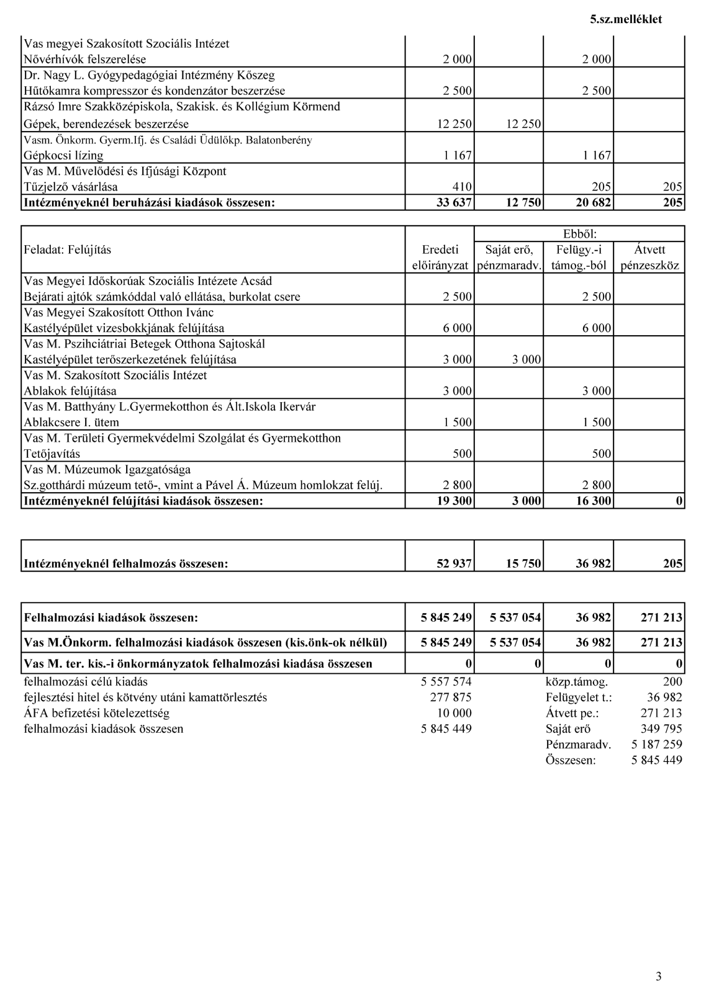 5.sz.melléklet
Vas megyei Szakosított Szociális Intézet
Nővérhívók felszerelése 2 000 2 000
Dr. Nagy L. Gyógypedagógiai Intézmény Kőszeg
Hűtőkamra kompresszor és kondenzátor beszerzése 2 500 2 500
Rázsó Imre Szakközépiskola, Szakisk. és Kollégium Körmend
Gépek, berendezések beszerzése 12 250 12 250
Vasm. Önkorm. Gyerm.Ifj. és Családi Üdülőkp. Balatonberény
Gépkocsi lízing 1 167 1 167
Vas M. Művelődési és Ifjúsági Központ
Tűzjelző vásárlása 410 205 205
Intézményeknél beruházási kiadások összesen: 33 637 12 750 20 682 205
Ebből:
Feladat: Felújítás Eredeti Saját erő, Felügy.-i Átvett
előirányzat pénzmaradv. támog.-ból pénzeszköz
Vas Megyei Időskorúak Szociális Intézete Acsád
Bejárati ajtók számkóddal való ellátása, burkolat csere 2 500 2 500
Vas Megyei Szakosított Otthon Ivánc
Kastélyépület vizesbokkjának felújítása 6 000 6 000
Vas M. Pszihciátriai Betegek Otthona Sajtoskál
Kastélyépület terőszerkezetének felújítása 3 000 3 000
Vas M. Szakosított Szociális Intézet
Ablakok felújítása 3 000 3 000
Vas M. Batthyány L.Gyermekotthon és Ált.Iskola Ikervár
Ablakcsere I. ütem 1 500 1 500
Vas M. Területi Gyermekvédelmi Szolgálat és Gyermekotthon
Tetőjavítás 500 500
Vas M. Múzeumok Igazgatósága
Sz.gotthárdi múzeum tető-, vmint a Pável Á. Múzeum homlokzat felúj. 2 800 2 800
Intézményeknél felújítási kiadások összesen: 19 300 3 000 16 300 0
Intézményeknél felhalmozás összesen: 52 937 15 750 36 982 205
Felhalmozási kiadások összesen: 5 845 249 5 537 054 36 982 271 213
Vas M.Önkorm. felhalmozási kiadások összesen (kis.önk-ok nélkül) 5 845 249 5 537 054 36 982 271 213
Vas M. ter. kis.-i önkormányzatok felhalmozási kiadása összesen 0 0 0 0
felhalmozási célú kiadás 5 557 574 közp.támog. 200
fejlesztési hitel és kötvény utáni kamattörlesztés 277 875 Felügyelet t.: 36 982
ÁFA befizetési kötelezettség 10 000 Átvett pe.: 271 213
felhalmozási kiadások összesen 5 845 449 Saját erő 349 795
Pénzmaradv. 5 187 259
Összesen: 5 845 449
3